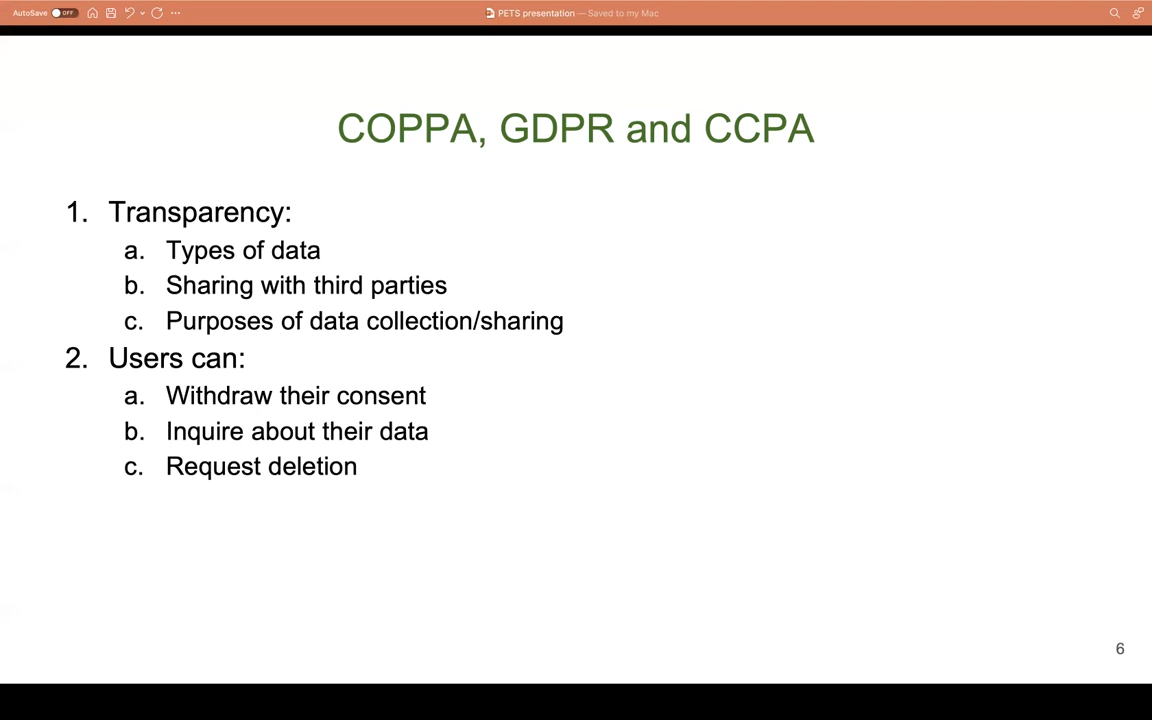 AutoSave OFF
PETS presentation — Saved to my Mac
COPPA, GDPR and CCPA
1. Transparency:
a. Types of data
b. Sharing with third parties
c. Purposes of data collection/sharing
2. Users can:
a. Withdraw their consent
b. Inquire about their data
c. Request deletion
6